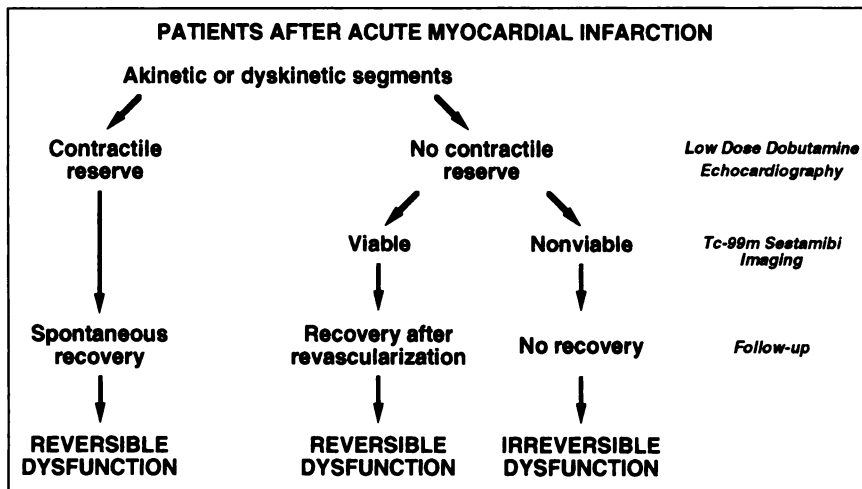 PATIENTS AFTER ACUTE MYOCARDIAL INFARCTION
Akinetic or dyskinetic segments
Contractile
reserve
No contractile
reserve
Low Dose Dobutamine
Echocardiography
Viable
Nonviable
Tc-99m Sestamibi
Imaging
Spontaneous
recovery
Recovery after
revascularization
No recovery
Follow-up
REVERSIBLE
DYSFUNCTION
REVERSIBLE
DYSFUNCTION
IRREVERSIBLE
DYSFUNCTION